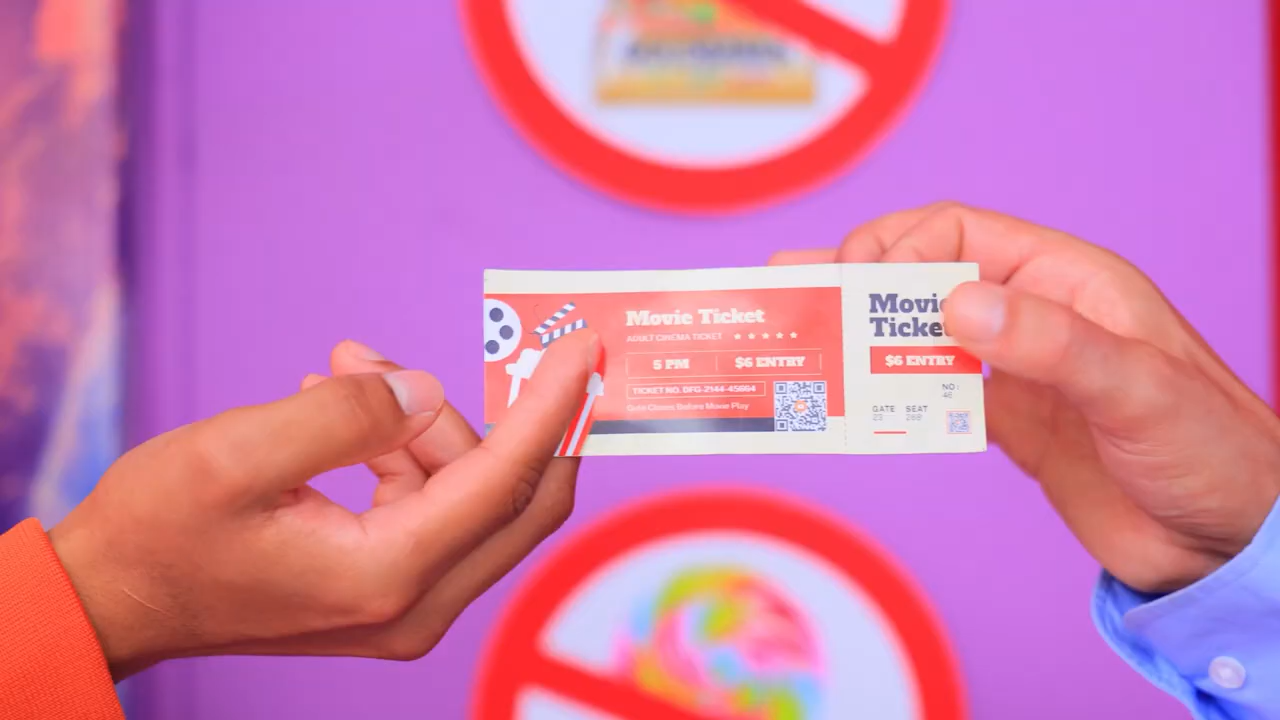 Movie Ticket
ADULT CINEMA TICKET
5 PM
$6 ENTRY
TICKET NO. DFG-2144-45664
Gate Closes Before Movie Play
Movie
Ticket
$6 ENTRY
NO:
46
GATE SEAT